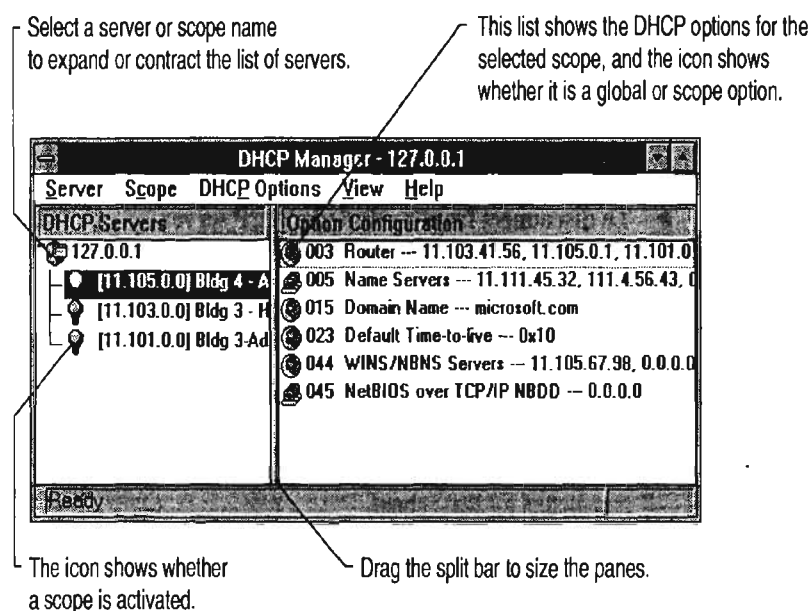 Select a server or scope name
to expand or contract the list of servers.
This list shows the DHCP options for the
selected scope, and the icon shows
whether it is a global or scope option.
DHCP Manager - 127.0.0.1
Server Scope DHCP Options View Help
DHCP Servers
Option Configuration
127.0.0.1
[11.105.0.0] Bldg 4 - A
[11.103.0.0] Bldg 3 - H
[11.101.0.0] Bldg 3-Ad
003 Router --- 11.103.41.56, 11.105.0.1, 11.101.0
005 Name Servers --- 11.111.45.32, 111.4.56.43, 0
015 Domain Name --- microsoft.com
023 Default Time-to-live --- 0x10
044 WINS/NBNS Servers --- 11.105.67.98, 0.0.0.0
045 NetBIOS over TCP/IP NBDD --- 0.0.0.0
Ready
The icon shows whether
a scope is activated.
Drag the split bar to size the panes.